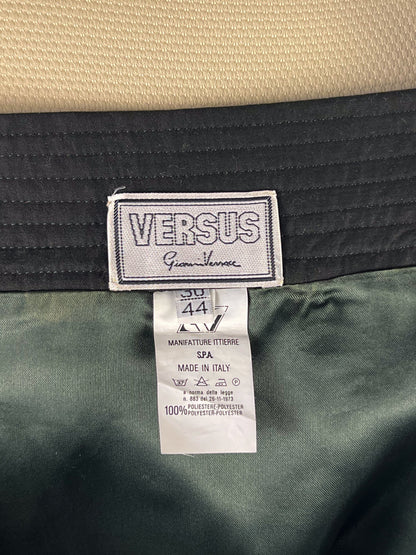 VERSUS
Gianni Versace
30
44
MANIFATTURE ITTIERRE
S.P.A.
MADE IN ITALY
a norma della legge
n. 883 del 26-11-1973
100% POLIESTERE-POLYESTER
POLYESTER-POLYESTER